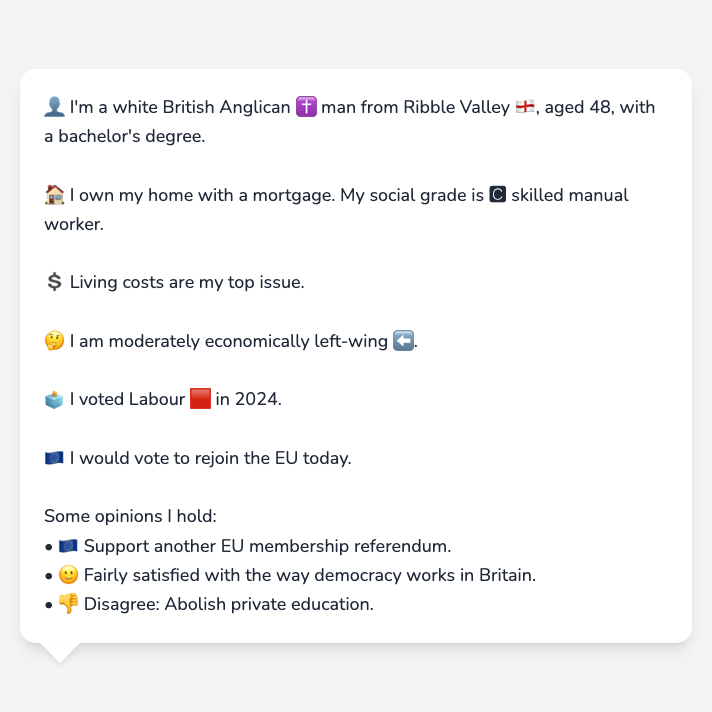 👤 I'm a white British Anglican ✝️ man from Ribble Valley 🏴󠁧󠁢󠁥󠁮󠁧󠁿, aged 48, with
a bachelor's degree.
🏠 I own my home with a mortgage. My social grade is C skilled manual
worker.
💲 Living costs are my top issue.
🤔 I am moderately economically left-wing ⬅️.
🗳️ I voted Labour 🟥 in 2024.
🇪🇺 I would vote to rejoin the EU today.
Some opinions I hold:
• 🇪🇺 Support another EU membership referendum.
• 🙂 Fairly satisfied with the way democracy works in Britain.
• 👎 Disagree: Abolish private education.